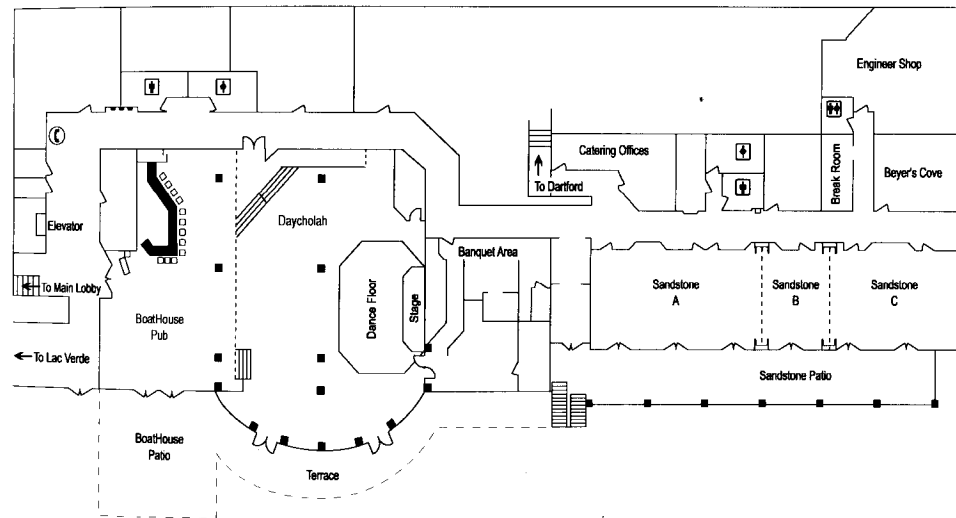 Engineer Shop
Catering Offices
To Dartford
Break Room
Beyer's Cove
Elevator
Daycholah
Banquet Area
To Main Lobby
Dance Floor
Stage
Sandstone
A
Sandstone
B
Sandstone
C
BoatHouse
Pub
To Lac Verde
Sandstone Patio
BoatHouse
Patio
Terrace